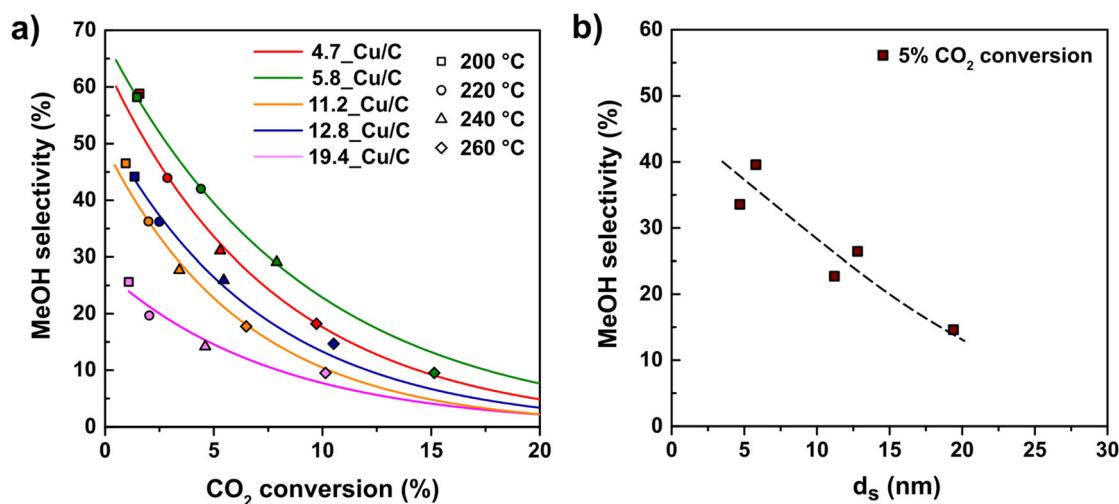 a)
MeOH selectivity (%)
70
60
50
40
30
20
10
0
4.7_Cu/C
5.8_Cu/C
11.2_Cu/C
12.8_Cu/C
19.4_Cu/C
200 °C
220 °C
240 °C
260 °C
0 5 10 15 20
CO₂ conversion (%)
b)
MeOH selectivity (%)
60
50
40
30
20
10
0
5% CO₂ conversion
0 5 10 15 20 25 30
dₛ (nm)